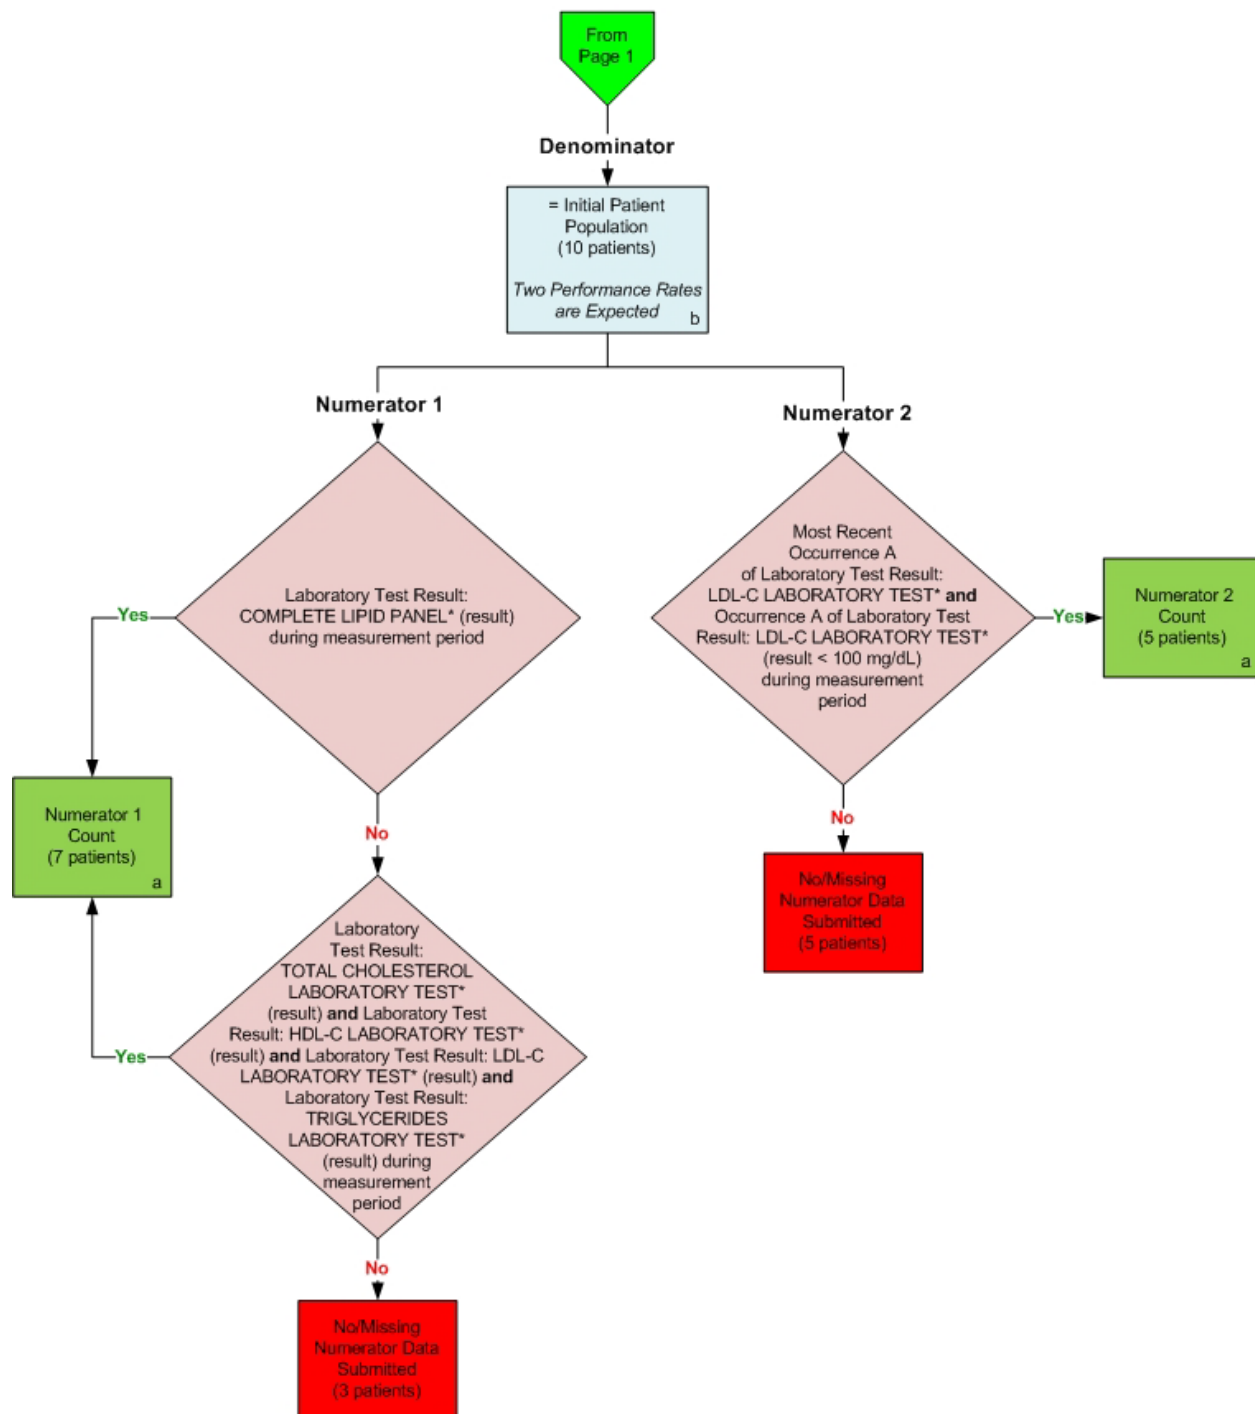 From
Page 1
Denominator
= Initial Patient
Population
(10 patients)
Two Performance Rates
are Expected
b
Numerator 1
Laboratory Test Result:
COMPLETE LIPID PANEL* (result)
during measurement period
Yes
Numerator 1
Count
(7 patients)
a
No
Laboratory
Test Result:
TOTAL CHOLESTEROL
LABORATORY TEST*
(result) and Laboratory Test
Result: HDL-C LABORATORY TEST*
(result) and Laboratory Test Result: LDL-C
LABORATORY TEST* (result) and
Laboratory Test Result:
TRIGLYCERIDES
LABORATORY TEST*
(result) during
measurement
period
Yes
No
No/Missing
Numerator Data
Submitted
(3 patients)
Numerator 2
Most Recent
Occurrence A
of Laboratory Test Result:
LDL-C LABORATORY TEST* and
Occurrence A of Laboratory Test
Result: LDL-C LABORATORY TEST*
(result < 100 mg/dL)
during measurement
period
Yes
Numerator 2
Count
(5 patients)
a
No
No/Missing
Numerator Data
Submitted
(5 patients)